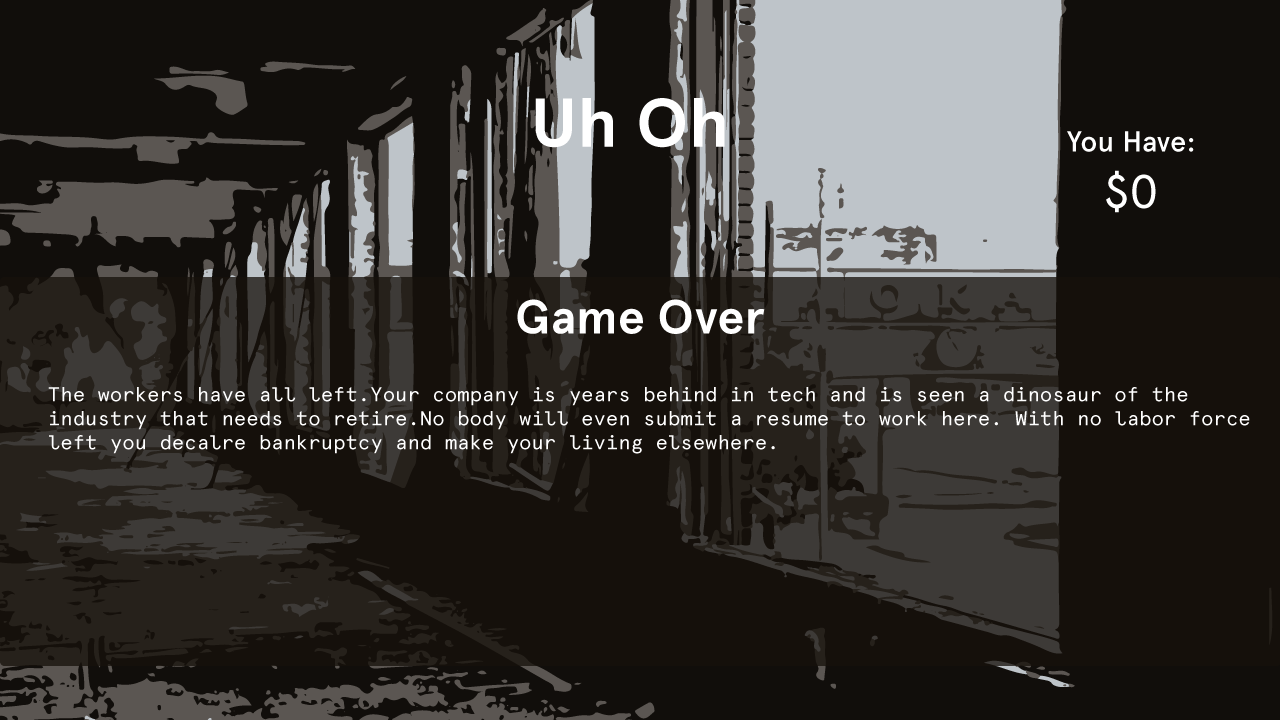 Uh Oh
You Have:
$0
Game Over
The workers have all left.Your company is years behind in tech and is seen a dinosaur of the
industry that needs to retire.No body will even submit a resume to work here. With no labor force
left you decalre bankruptcy and make your living elsewhere.